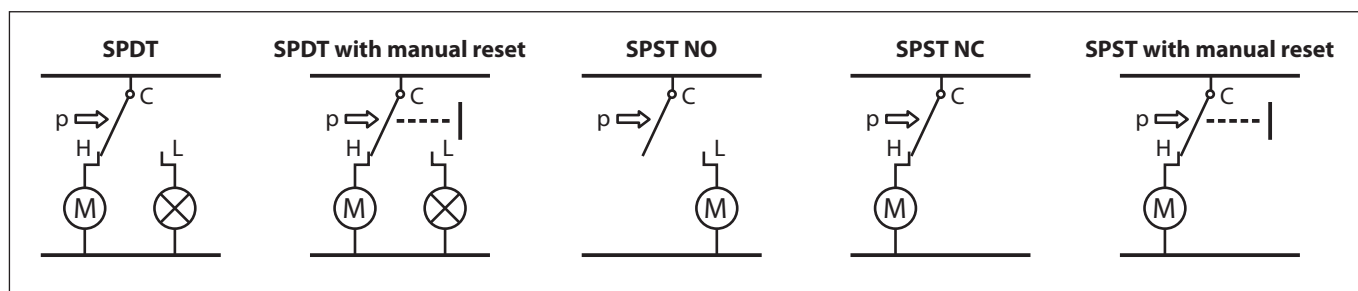 SPDT
C
p
H
L
M
SPDT with manual reset
C
p
H
L
M
SPST NO
C
p
L
M
SPST NC
C
p
H
M
SPST with manual reset
C
p
H
M